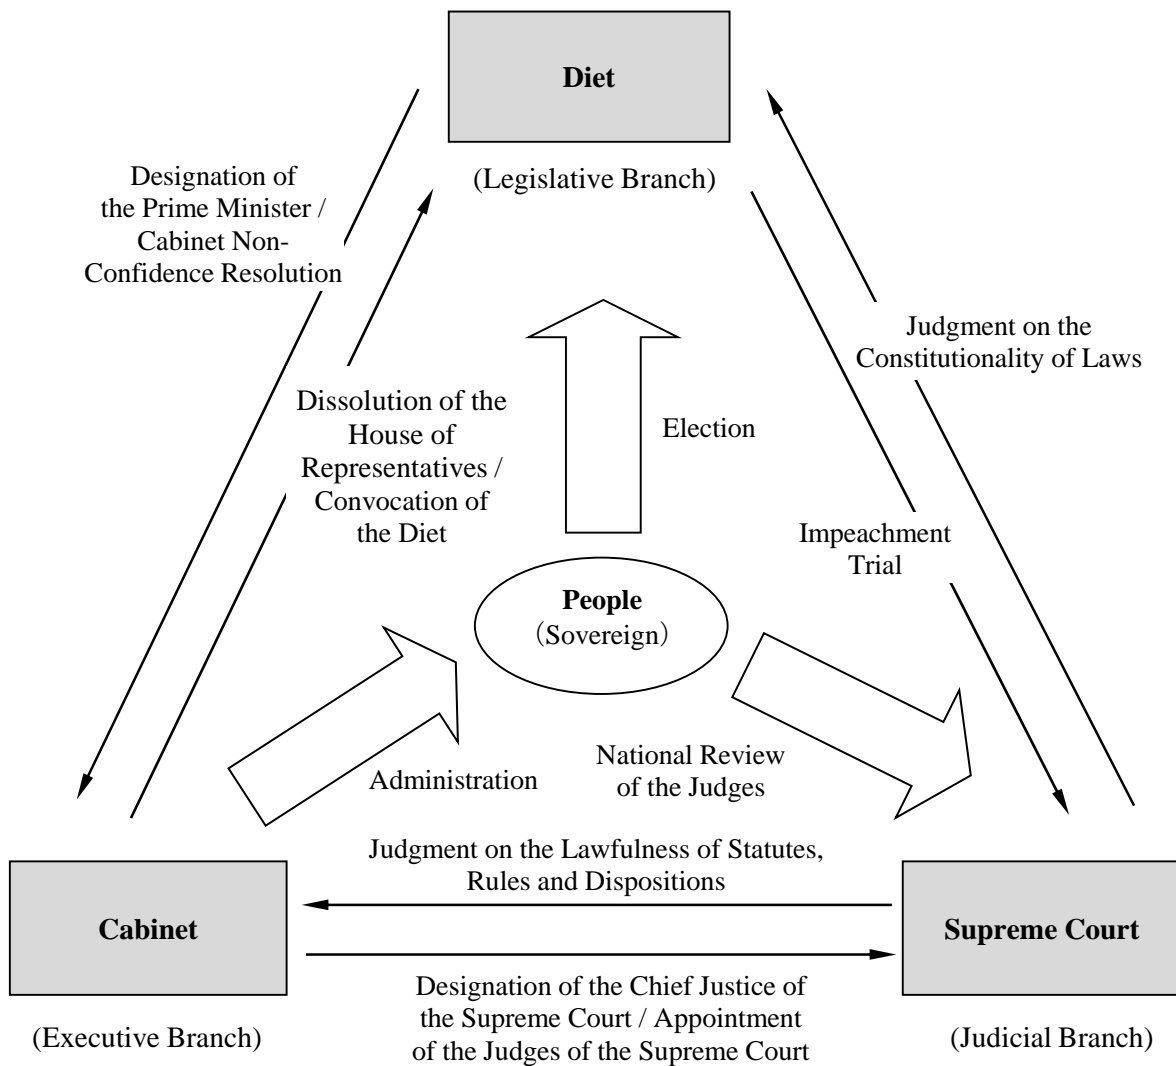 Diet
(Legislative Branch)
Designation of
the Prime Minister /
Cabinet Non-
Confidence Resolution
Judgment on the
Constitutionality of Laws
Dissolution of the
House of
Representatives /
Convocation of
the Diet
Election
Impeachment
Trial
People
（Sovereign）
Administration
National Review
of the Judges
Judgment on the Lawfulness of Statutes,
Rules and Dispositions
Cabinet
Supreme Court
Designation of the Chief Justice of
the Supreme Court / Appointment
of the Judges of the Supreme Court
(Executive Branch)
(Judicial Branch)